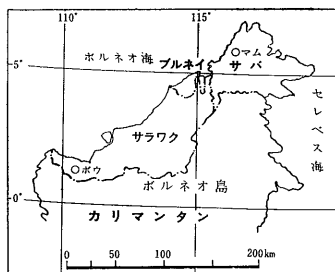 110° 115°
ボルネオ海
ブルネイ
○マム
サバ
5°
セレベス海
サラワク
○ボウ
ボルネオ島
0°
カリマンタン
0 50 100 200km